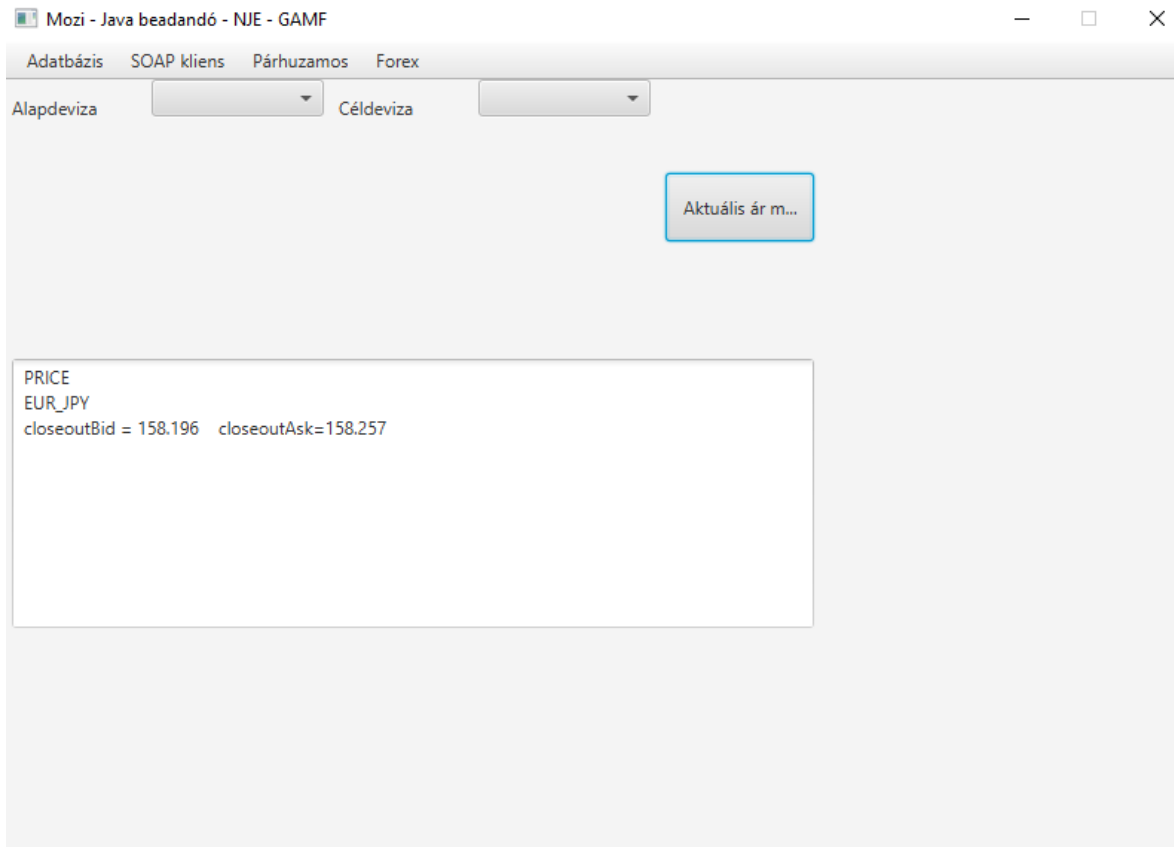 Mozi - Java beadandó - NJE - GAMF
Adatbázis SOAP kliens Párhuzamos Forex
Alapdeviza Céldeviza
Aktuális ár m...
PRICE
EUR_JPY
closeoutBid = 158.196 closeoutAsk=158.257